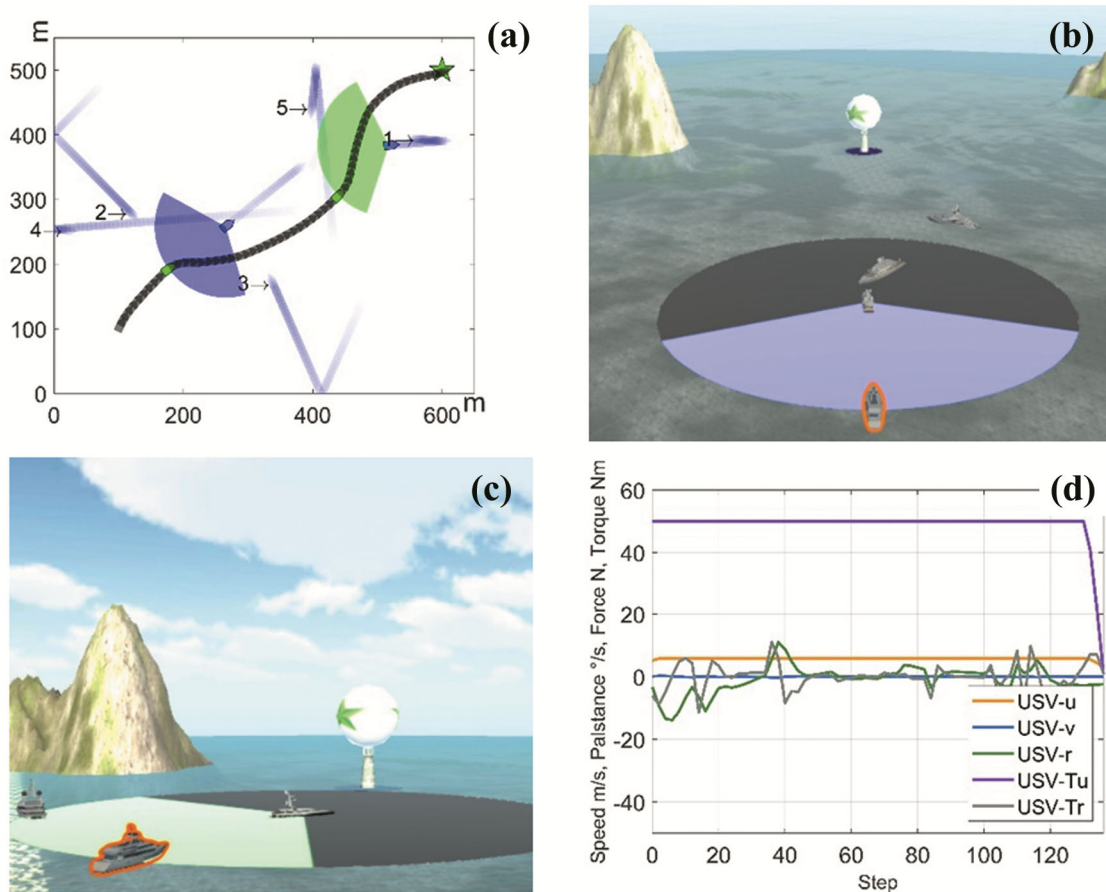 (a)
m
500
400
300
200
100
0
5→
1→
2→
4→
3→
0 200 400 600 m
(b)
(c)
(d)
Speed m/s, Palstance °/s, Force N, Torque Nm
60
40
20
0
-20
-40
USV-u
USV-v
USV-r
USV-Tu
USV-Tr
0 20 40 60 80 100 120
Step